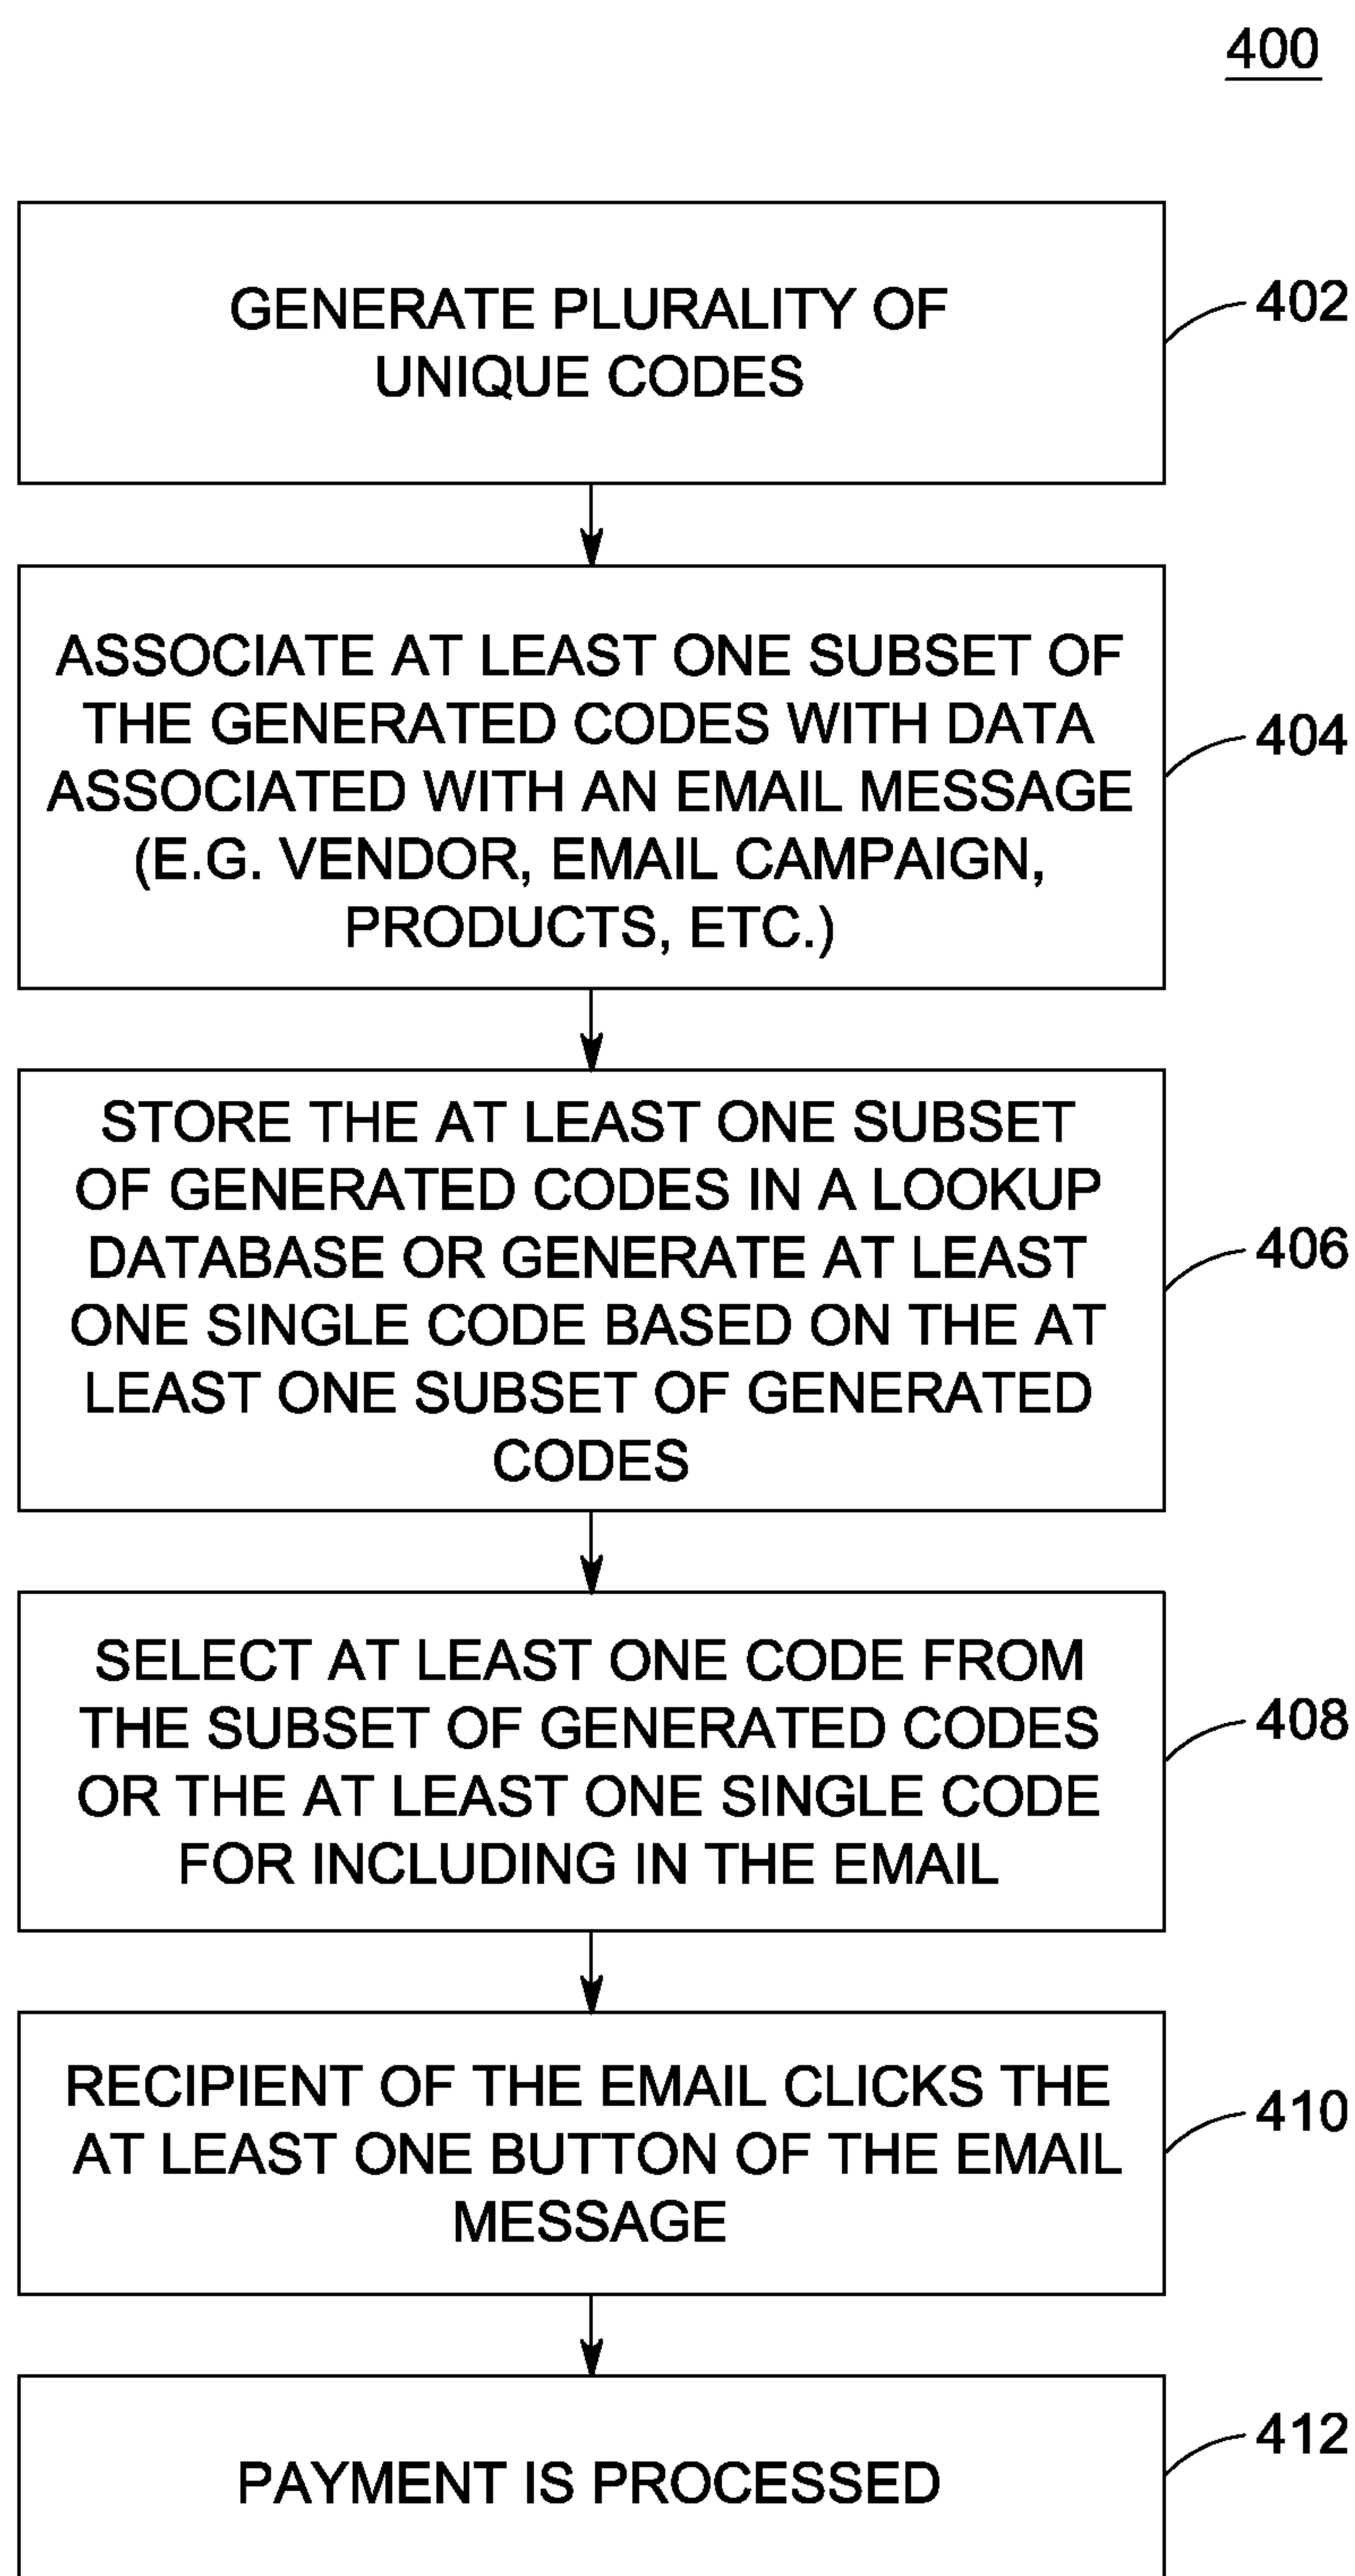 400
GENERATE PLURALITY OF
UNIQUE CODES
402
ASSOCIATE AT LEAST ONE SUBSET OF
THE GENERATED CODES WITH DATA
ASSOCIATED WITH AN EMAIL MESSAGE
(E.G. VENDOR, EMAIL CAMPAIGN,
PRODUCTS, ETC.)
404
STORE THE AT LEAST ONE SUBSET
OF GENERATED CODES IN A LOOKUP
DATABASE OR GENERATE AT LEAST
ONE SINGLE CODE BASED ON THE AT
LEAST ONE SUBSET OF GENERATED
CODES
406
SELECT AT LEAST ONE CODE FROM
THE SUBSET OF GENERATED CODES
OR THE AT LEAST ONE SINGLE CODE
FOR INCLUDING IN THE EMAIL
408
RECIPIENT OF THE EMAIL CLICKS THE
AT LEAST ONE BUTTON OF THE EMAIL
MESSAGE
410
PAYMENT IS PROCESSED
412